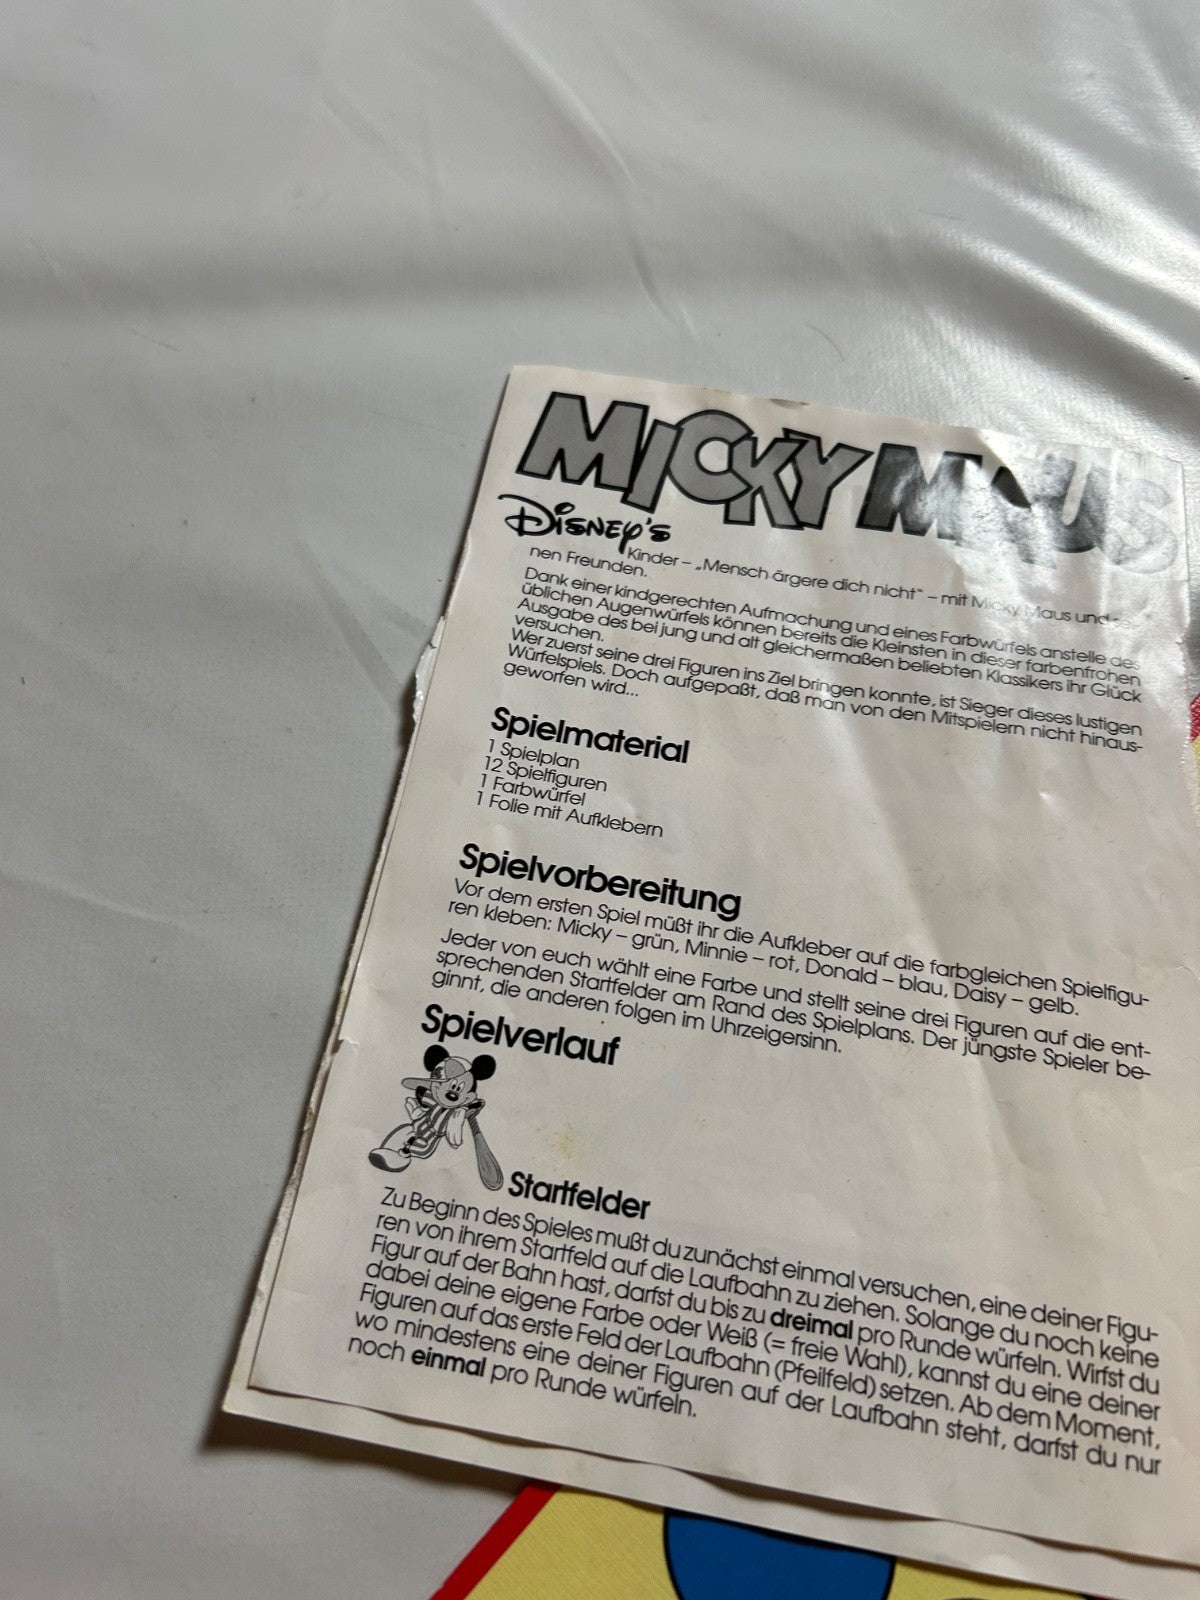 MICKY MAUS
DISNEY'S
Kinder – „Mensch ärgere dich nicht" – mit Micky Maus und sei-
nen Freunden.
Dank einer kindgerechten Aufmachung und eines Farbwürfels anstelle des
üblichen Augenwürfels können bereits die Kleinsten in dieser farbenfrohen
Ausgabe des bei jung und alt gleichermaßen beliebten Klassikers ihr Glück
versuchen.
Wer zuerst seine drei Figuren ins Ziel bringen konnte, ist Sieger dieses lustigen
Würfelspiels. Doch aufgepaßt, daß man von den Mitspielern nicht hinaus-
geworfen wird...
Spielmaterial
1 Spielplan
12 Spielfiguren
1 Farbwürfel
1 Folie mit Aufklebern
Spielvorbereitung
Vor dem ersten Spiel müßt ihr die Aufkleber auf die farbgleichen Spielfigu-
ren kleben: Micky – grün, Minnie – rot, Donald – blau, Daisy – gelb.
Jeder von euch wählt eine Farbe und stellt seine drei Figuren auf die ent-
sprechenden Startfelder am Rand des Spielplans. Der jüngste Spieler be-
ginnt, die anderen folgen im Uhrzeigersinn.
Spielverlauf
Startfelder
Zu Beginn des Spieles mußt du zunächst einmal versuchen, eine deiner Figu-
ren von ihrem Startfeld auf die Laufbahn zu ziehen. Solange du noch keine
Figur auf der Bahn hast, darfst du bis zu dreimal pro Runde würfeln. Wirfst du
dabei deine eigene Farbe oder Weiß (= freie Wahl), kannst du eine deiner
Figuren auf das erste Feld der Laufbahn (Pfeilfeld) setzen. Ab dem Moment,
wo mindestens eine deiner Figuren auf der Laufbahn steht, darfst du nur
noch einmal pro Runde würfeln.